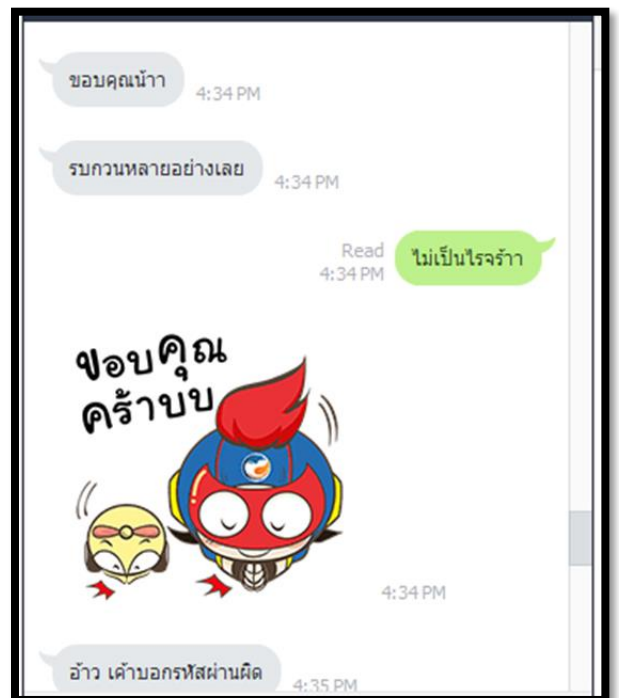 ขอบคุณน้าา
4:34 PM
รบกวนหลายอย่างเลย
4:34 PM
Read
4:34 PM
ไม่เป็นไรจร้าา
ขอบคุณ
คร้าบบ
4:34 PM
อ้าว เค้าบอกรหัสผ่านผิด
4:35 PM